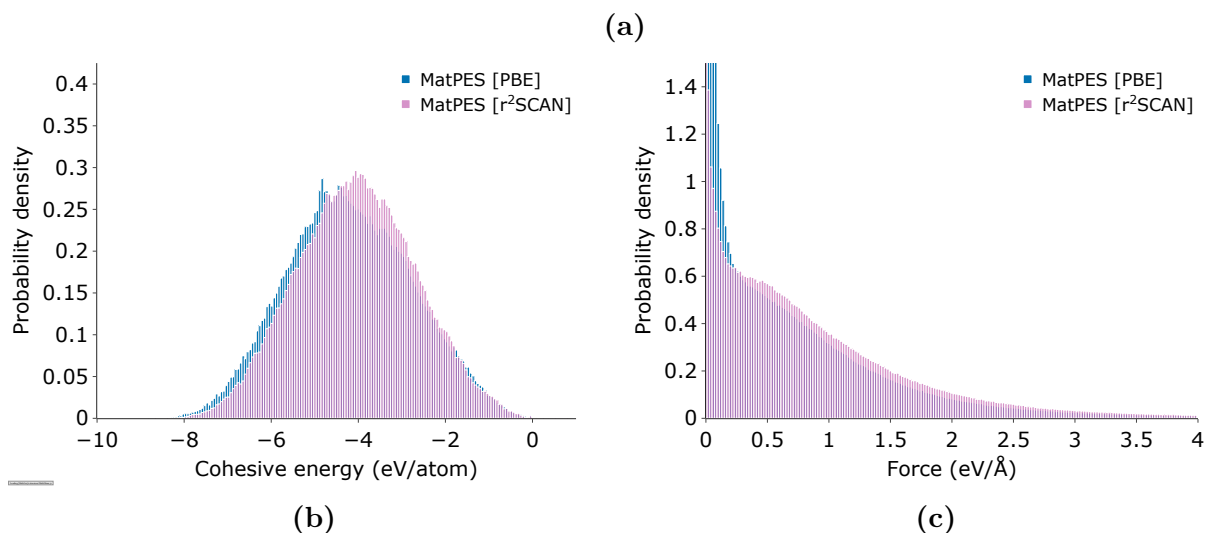 (a)
0.4
0.35
0.3
0.25
0.2
0.15
0.1
0.05
0
Probability density
MatPES [PBE]
MatPES [r²SCAN]
−10
−8
−6
−4
−2
0
Cohesive energy (eV/atom)
(b)
1.4
1.2
1
0.8
0.6
0.4
0.2
0
Probability density
MatPES [PBE]
MatPES [r²SCAN]
0
0.5
1
1.5
2
2.5
3
3.5
4
Force (eV/Å)
(c)